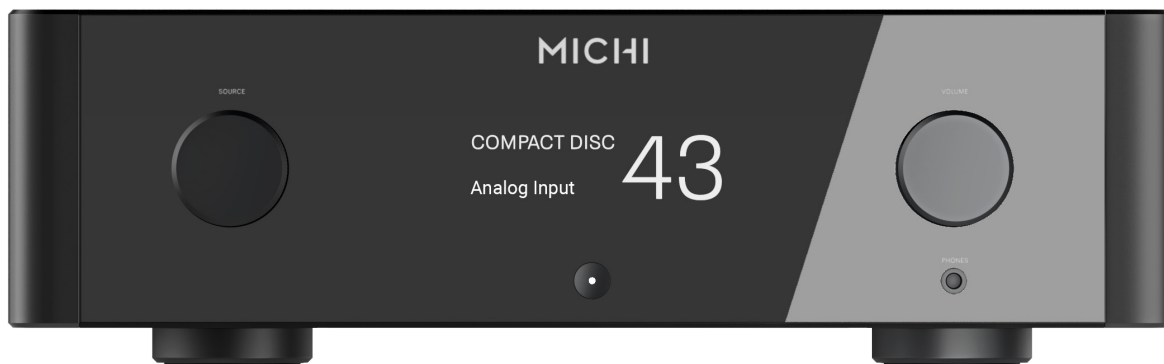 MICHI
SOURCE
VOLUME
COMPACT DISC
43
Analog Input
PHONES